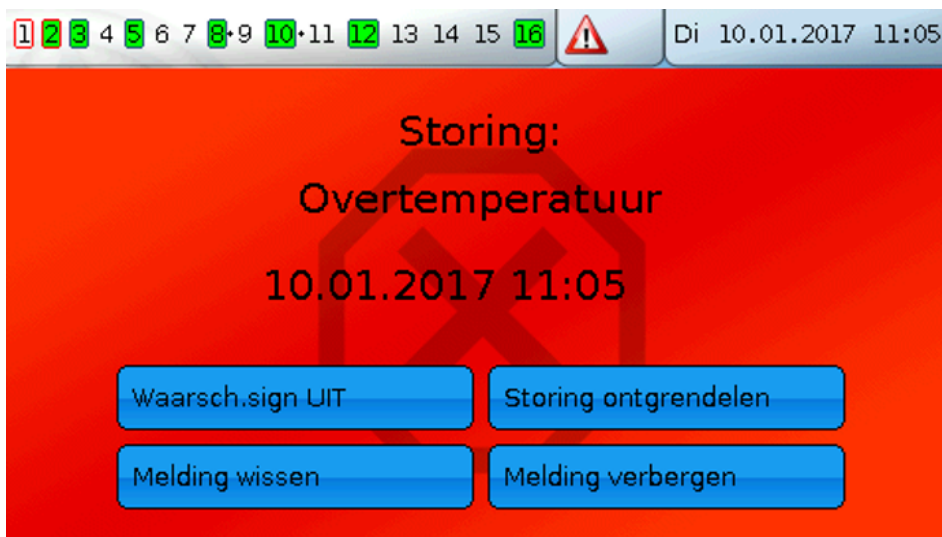 1 2 3 4 5 6 7 8·9 10·11 12 13 14 15 16 Di 10.01.2017 11:05
Storing:
Overtemperatuur
10.01.2017 11:05
Waarsch.sign UIT Storing ontgrendelen
Melding wissen Melding verbergen